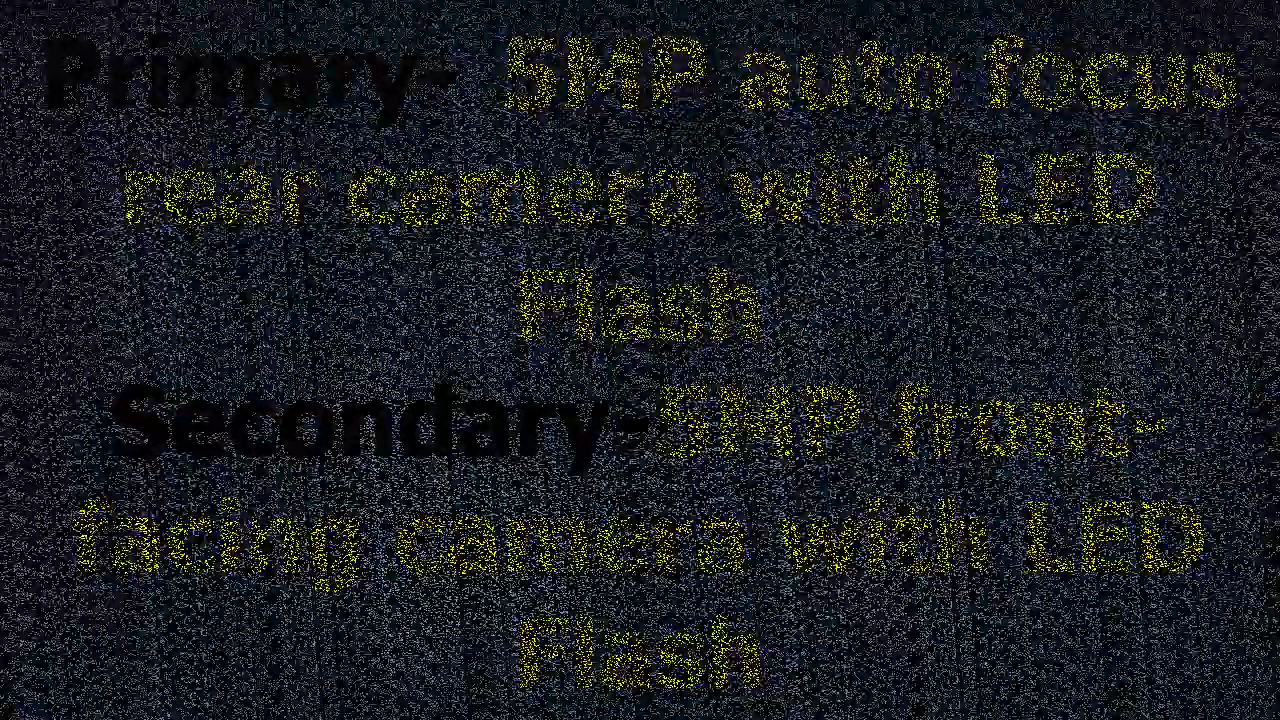 Primary- 5MP auto focus
rear camera with LED
Flash
Secondary-5MP front-
facing camera with LED
Flash